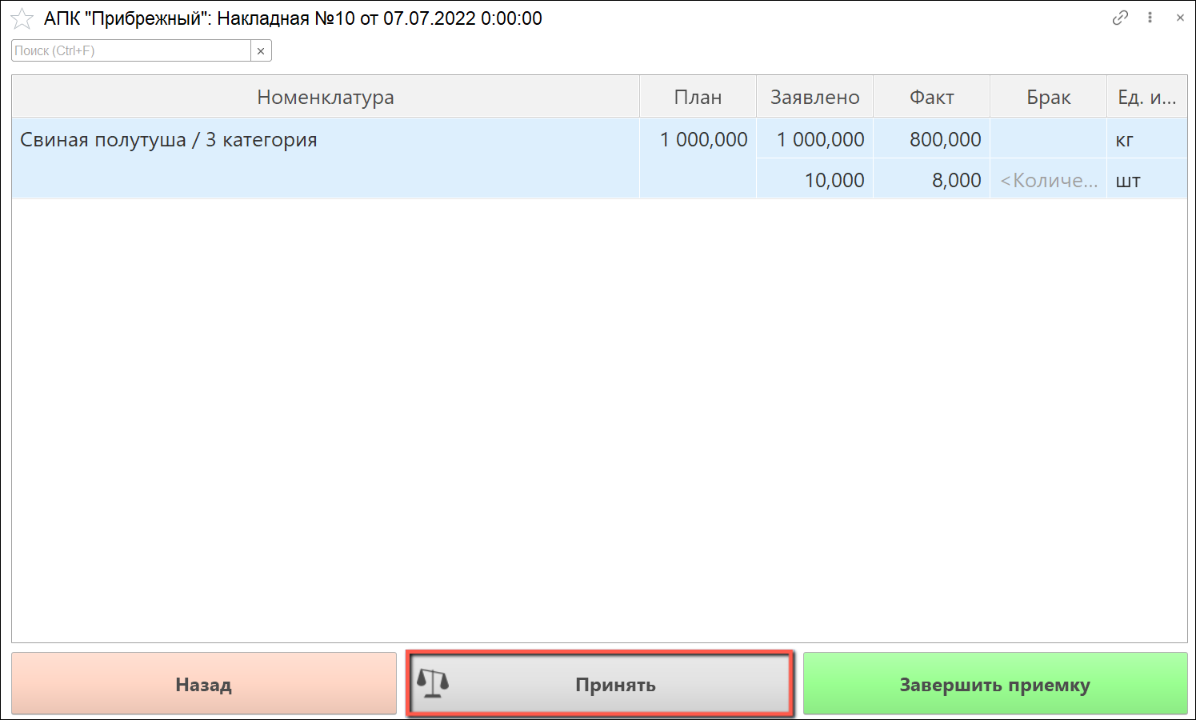 АПК "Прибрежный": Накладная №10 от 07.07.2022 0:00:00
Поиск (Ctrl+F)
Номенклатура План Заявлено Факт Брак Ед. и...
Свиная полутуша / 3 категория 1 000,000 1 000,000 800,000 кг
10,000 8,000 <Количе... шт
Назад Принять Завершить приемку